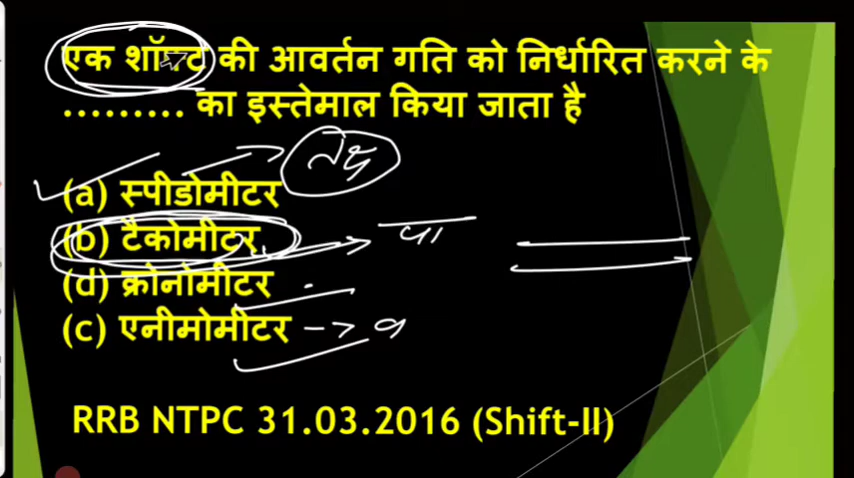 एक शॉफ्ट की आवर्तन गति को निर्धारित करने के
......... का इस्तेमाल किया जाता है
(a) स्पीडोमीटर
(b) टैकोमीटर
(d) क्रोनोमीटर
(c) एनीमोमीटर
RRB NTPC 31.03.2016 (Shift-II)